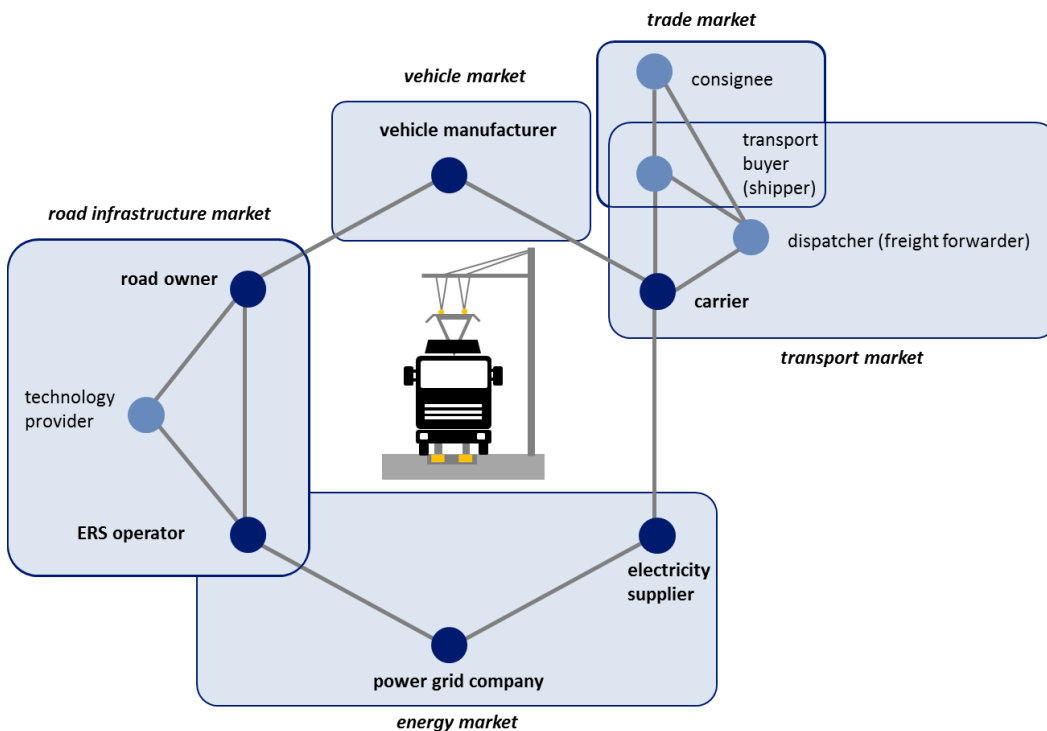 trade market
consignee
vehicle market
vehicle manufacturer
transport
buyer
(shipper)
road infrastructure market
dispatcher (freight forwarder)
road owner
carrier
transport market
technology
provider
ERS operator
electricity
supplier
power grid company
energy market